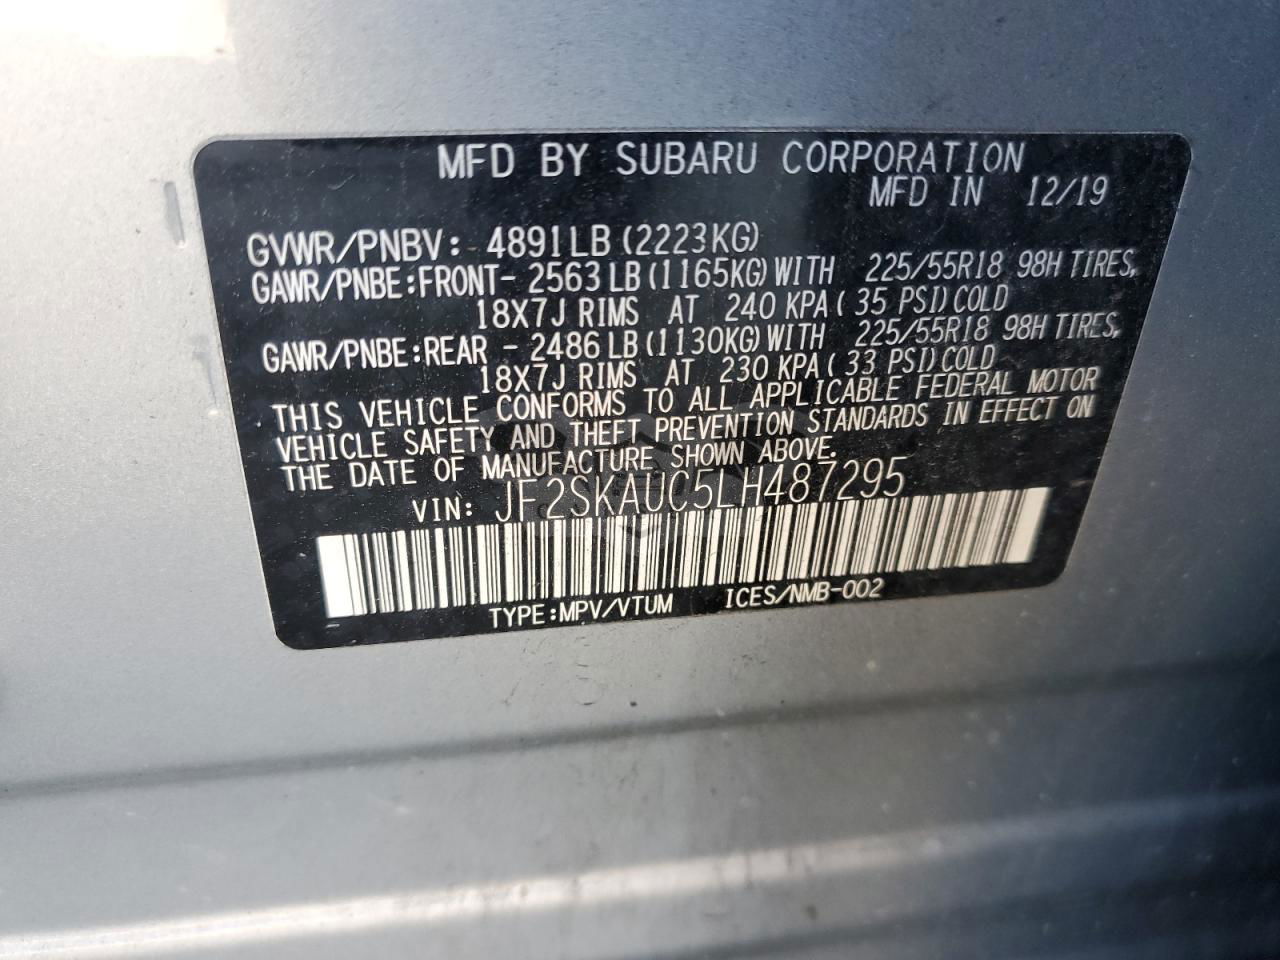 MFD BY SUBARU CORPORATION
MFD IN 12/19
GVWR/PNBV: 4891LB(2223KG)
GAWR/PNBE:FRONT- 2563LB(1165KG)WITH 225/55R18 98H TIRES,
18X7J RIMS AT 240 KPA( 35 PSI)COLD
GAWR/PNBE:REAR - 2486LB(1130KG)WITH 225/55R18 98H TIRES,
18X7J RIMS AT 230 KPA( 33 PSI)COLD
THIS VEHICLE CONFORMS TO ALL APPLICABLE FEDERAL MOTOR
VEHICLE SAFETY AND THEFT PREVENTION STANDARDS IN EFFECT ON
THE DATE OF MANUFACTURE SHOWN ABOVE.
VIN: JF2SKAUC5LH487295
TYPE:MPV/VTUM ICES/NMB-002